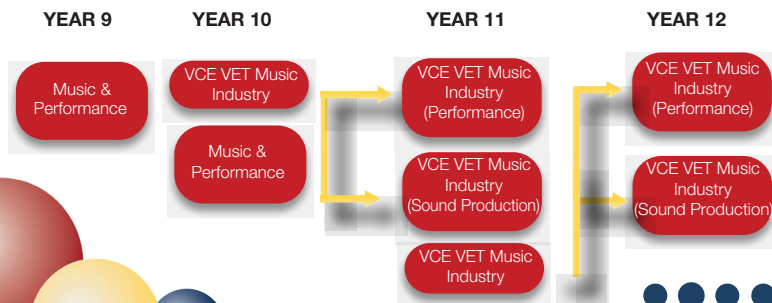 YEAR 9
YEAR 10
YEAR 11
YEAR 12
Music &
Performance
VCE VET Music
Industry
Music &
Performance
VCE VET Music
Industry
(Performance)
VCE VET Music
Industry
(Sound Production)
VCE VET Music
Industry
VCE VET Music
Industry
(Performance)
VCE VET Music
Industry
(Sound Production)